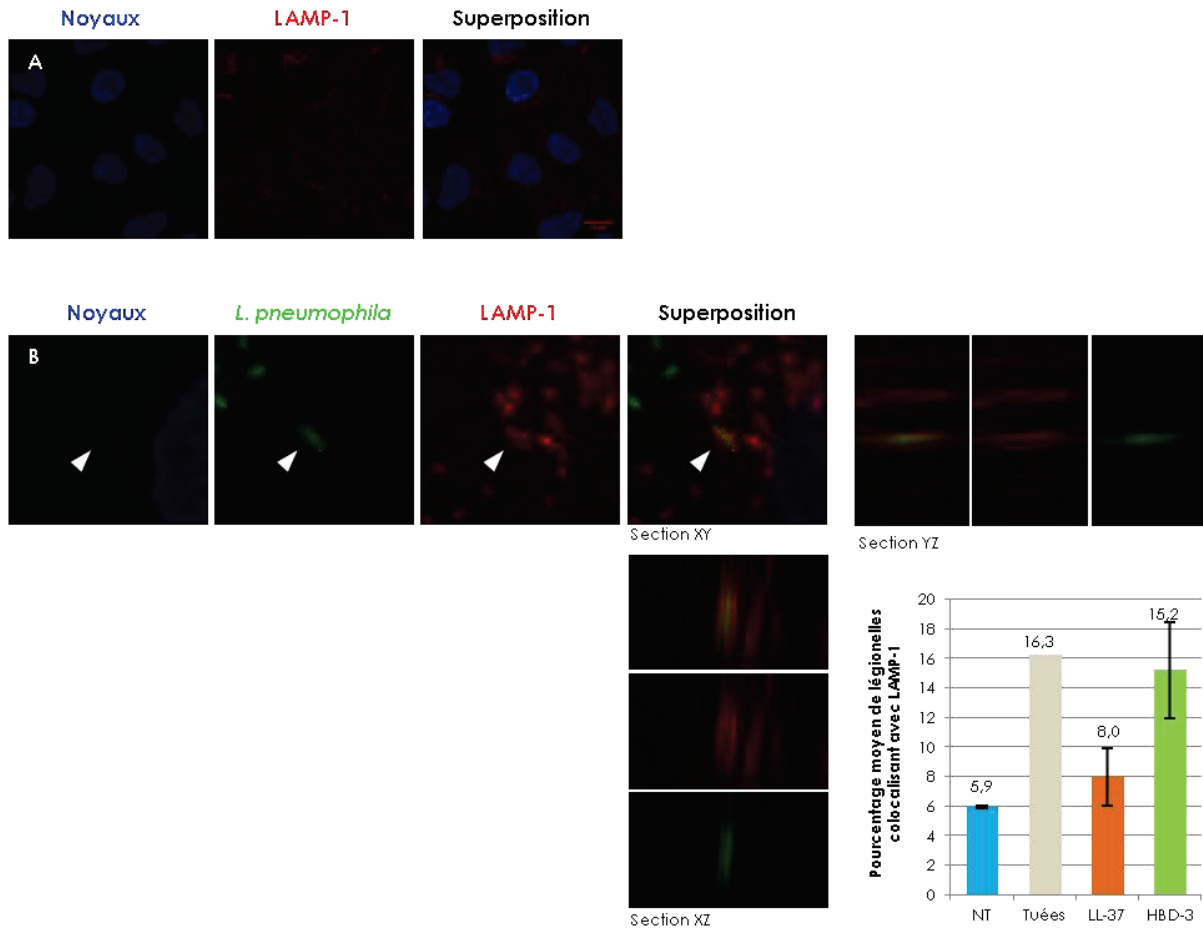 Noyaux LAMP-1 Superposition
A
Noyaux L. pneumophila LAMP-1 Superposition
B
Section XY
Section YZ
Section XZ
Pourcentage moyen de légionelles
colocalisant avec LAMP-1
20
18
16
14
12
10
8
6
4
2
0
5,9
16,3
8,0
15,2
NT Tuées LL-37 HBD-3